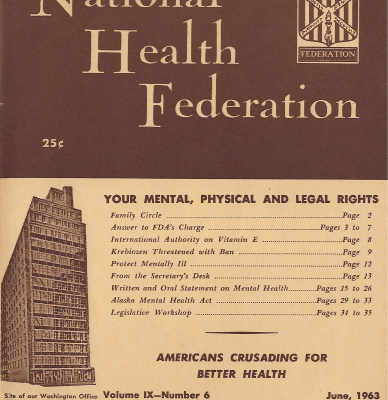 National
Health
Federation
FEDERATION
25¢
YOUR MENTAL, PHYSICAL AND LEGAL RIGHTS
Family Circle ........ Page 2
Answer to FDA's Charge ........ Pages 3 to 7
International Authority on Vitamin E ........ Page 8
Krebiozen Threatened with Ban ........ Page 9
Protect Mentally Ill ........ Page 12
From the Secretary's Desk ........ Page 13
Written and Oral Statement on Mental Health ........ Pages 15 to 26
Alaska Mental Health Act ........ Pages 29 to 33
Legislative Workshop ........ Pages 34 to 35
AMERICANS CRUSADING FOR
BETTER HEALTH
Site of our Washington Office Volume IX—Number 6 June, 1963